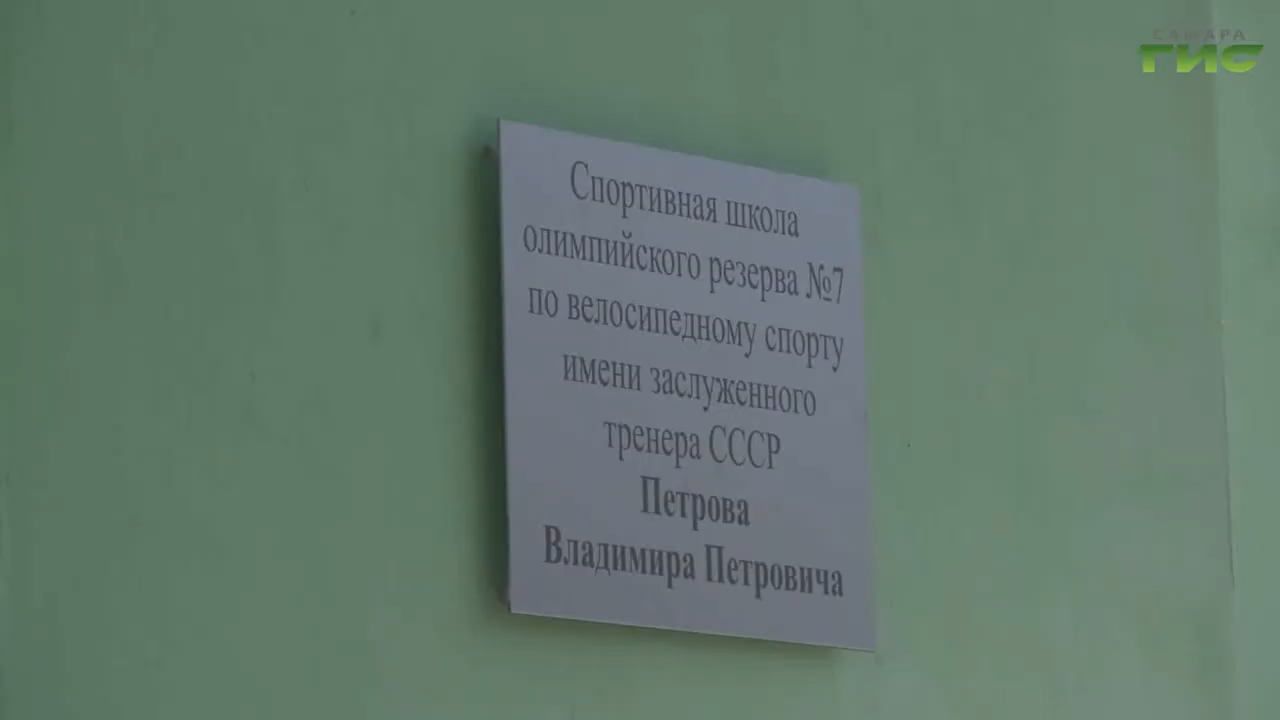 САМАРА
ГИС
Спортивная школа
олимпийского резерва №7
по велосипедному спорту
имени заслуженного
тренера СССР
Петрова
Владимира Петровича